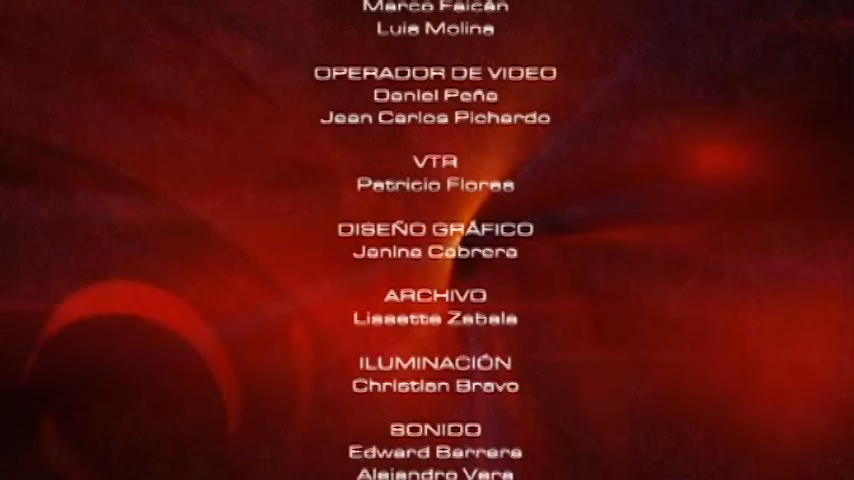 Marco Falcán
Luis Molina
OPERADOR DE VIDEO
Daniel Peña
Jean Carlos Pichardo
VTR
Patricio Flores
DISEÑO GRÁFICO
Janina Cabrera
ARCHIVO
Lissette Zabala
ILUMINACIÓN
Christian Bravo
SONIDO
Edward Barrera
Alejandro Vera